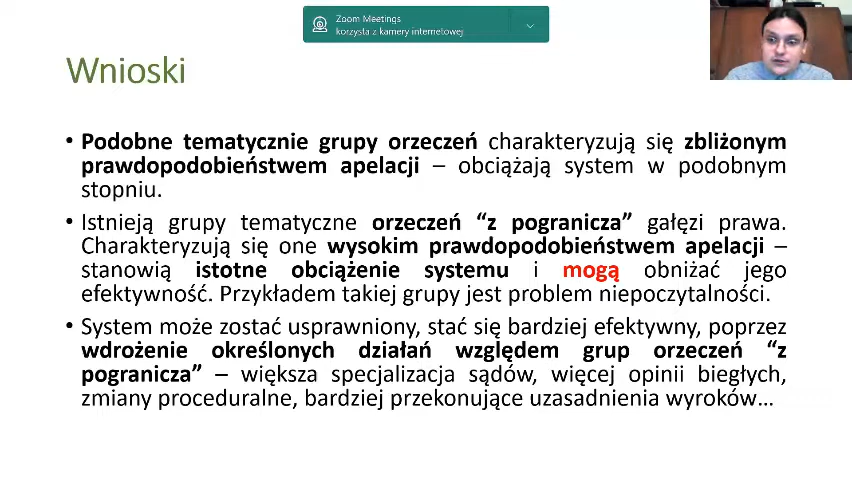 Zoom Meetings
korzysta z kamery internetowej
Wnioski
• Podobne tematycznie grupy orzeczeń charakteryzują się zbliżonym
prawdopodobieństwem apelacji – obciążają system w podobnym
stopniu.
• Istnieją grupy tematyczne orzeczeń “z pogranicza” gałęzi prawa.
Charakteryzują się one wysokim prawdopodobieństwem apelacji –
stanowią istotne obciążenie systemu i mogą obniżać jego
efektywność. Przykładem takiej grupy jest problem niepoczytalności.
• System może zostać usprawniony, stać się bardziej efektywny, poprzez
wdrożenie określonych działań względem grup orzeczeń “z
pogranicza” – większa specjalizacja sądów, więcej opinii biegłych,
zmiany proceduralne, bardziej przekonujące uzasadnienia wyroków…